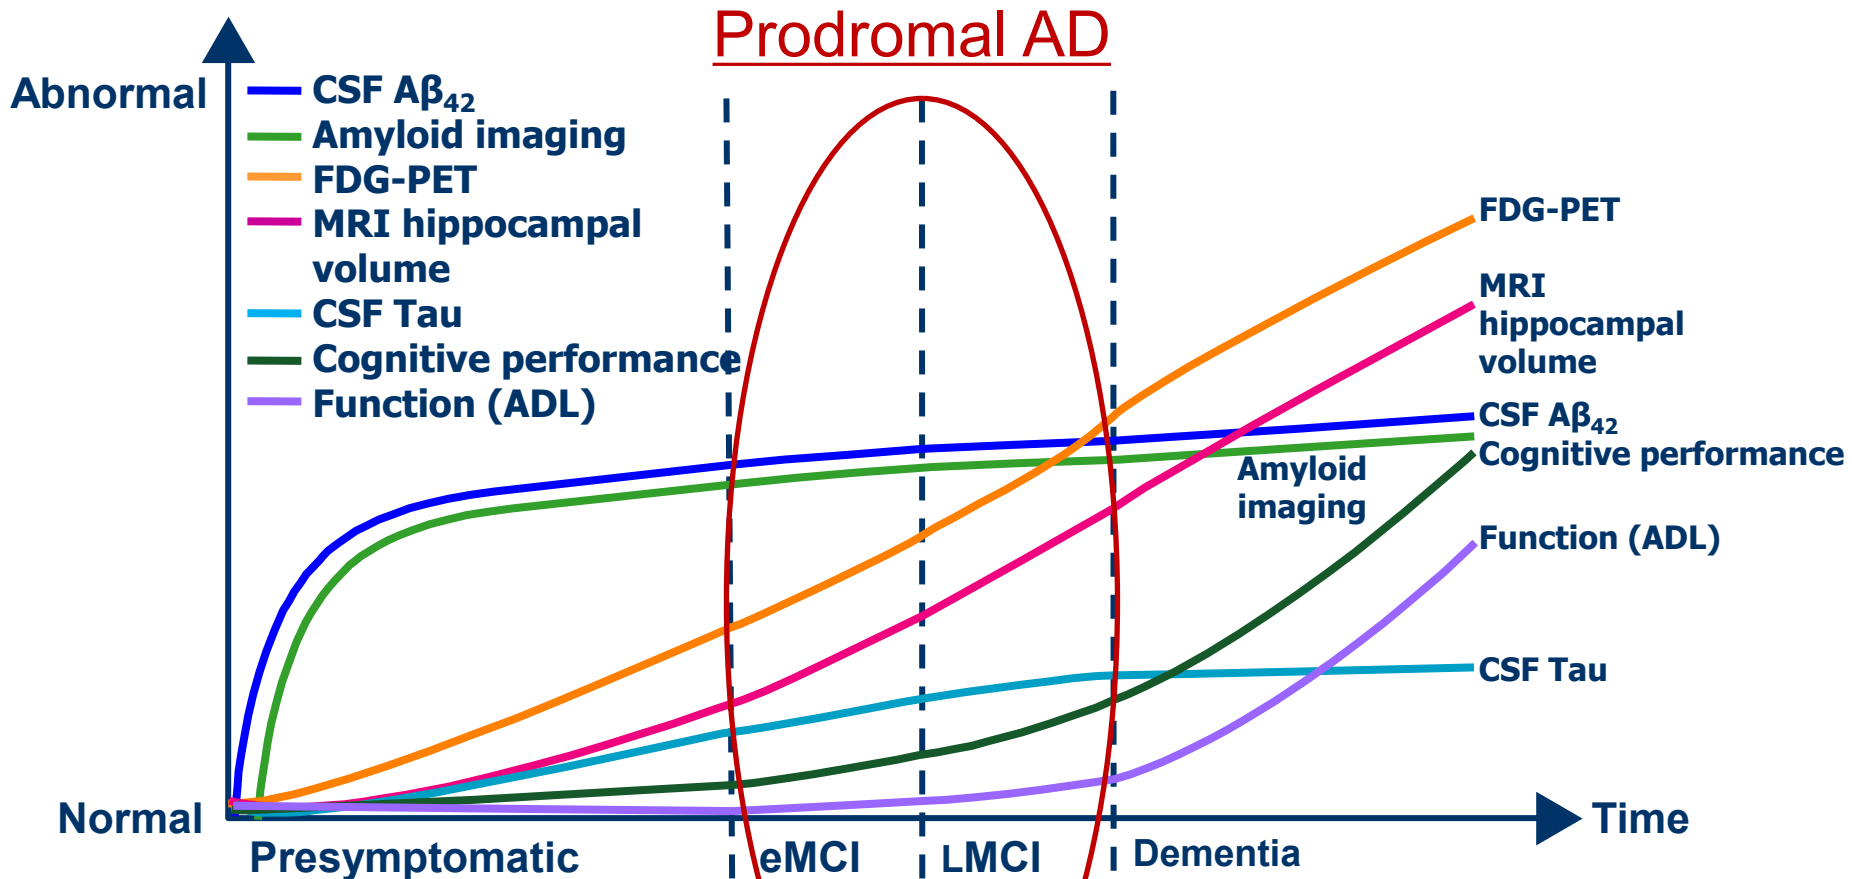 Prodromal AD
Abnormal
CSF Aβ42
Amyloid imaging
FDG-PET
MRI hippocampal
volume
CSF Tau
Cognitive performance
Function (ADL)
FDG-PET
MRI
hippocampal
volume
CSF Aβ42
Cognitive performance
Amyloid
imaging
Function (ADL)
CSF Tau
Normal
Time
Presymptomatic
eMCI
LMCI
Dementia